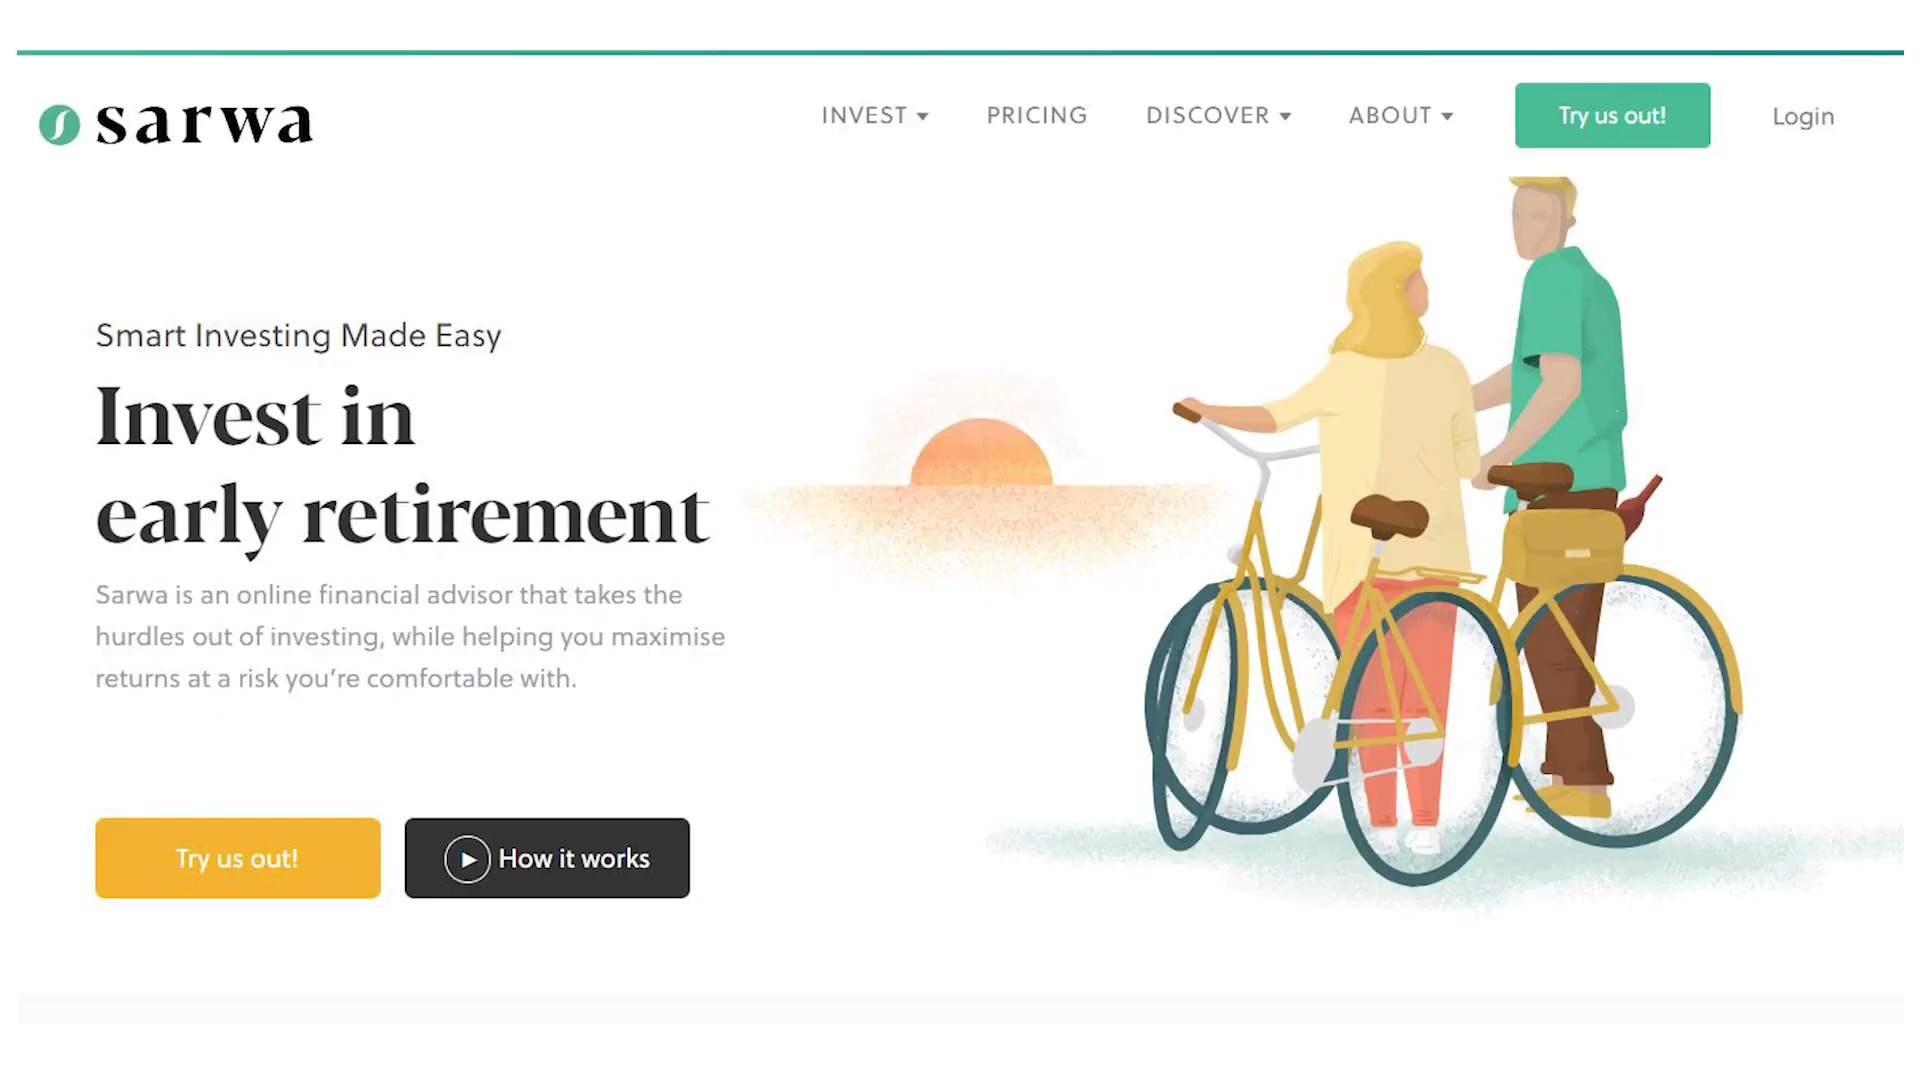 sarwa
INVEST
PRICING
DISCOVER
ABOUT
Try us out!
Login
Smart Investing Made Easy
Invest in
early retirement
Sarwa is an online financial advisor that takes the
hurdles out of investing, while helping you maximise
returns at a risk you’re comfortable with.
Try us out!
How it works